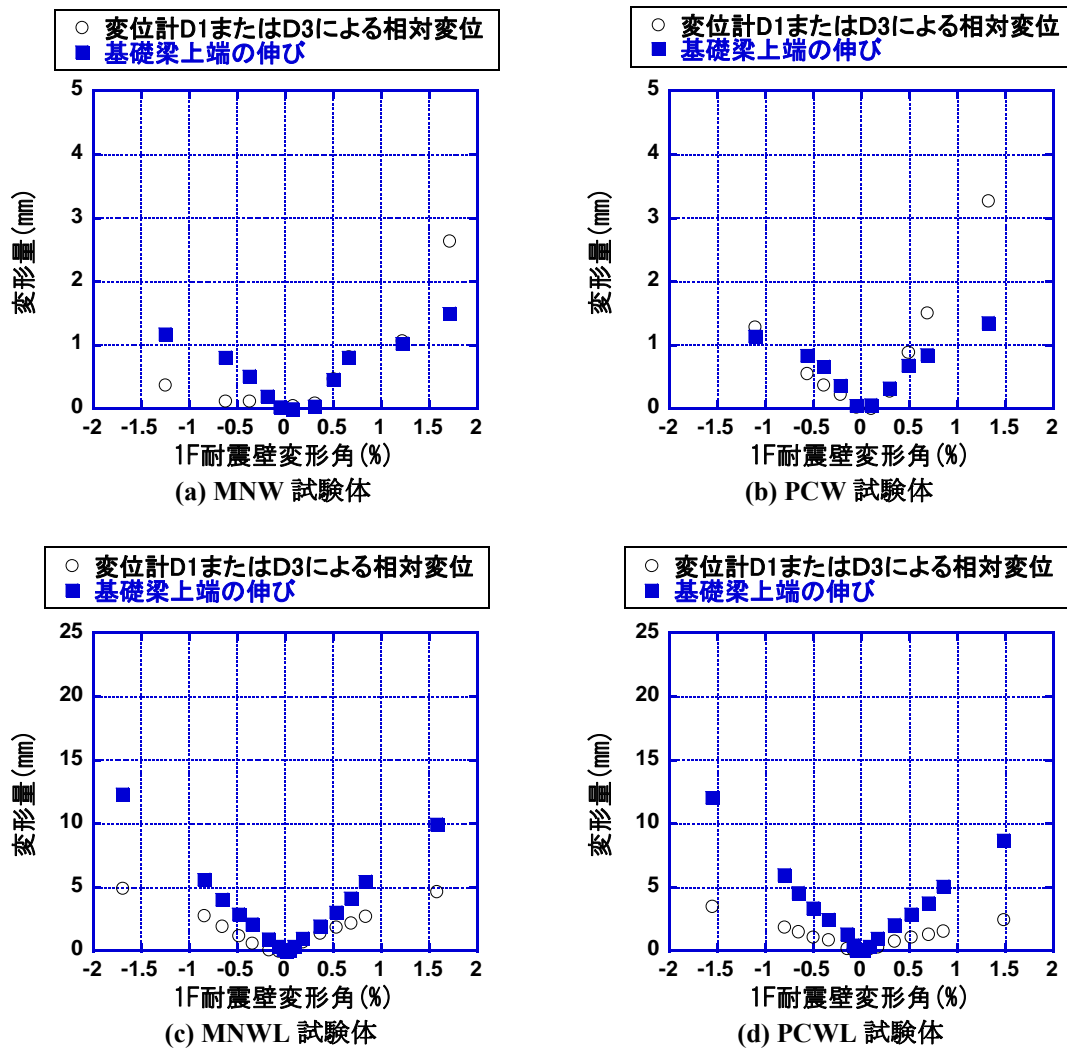 ○ 変位計D1またはD3による相対変位
■ 基礎梁上端の伸び
5
4
3
2
1
0
変形量(mm)
-2 -1.5 -1 -0.5 0 0.5 1 1.5 2
1F耐震壁変形角(%)
(a) MNW 試験体
○ 変位計D1またはD3による相対変位
■ 基礎梁上端の伸び
5
4
3
2
1
0
変形量(mm)
-2 -1.5 -1 -0.5 0 0.5 1 1.5 2
1F耐震壁変形角(%)
(b) PCW 試験体
○ 変位計D1またはD3による相対変位
■ 基礎梁上端の伸び
25
20
15
10
5
0
変形量(mm)
-2 -1.5 -1 -0.5 0 0.5 1 1.5 2
1F耐震壁変形角(%)
(c) MNWL 試験体
○ 変位計D1またはD3による相対変位
■ 基礎梁上端の伸び
25
20
15
10
5
0
変形量(mm)
-2 -1.5 -1 -0.5 0 0.5 1 1.5 2
1F耐震壁変形角(%)
(d) PCWL 試験体